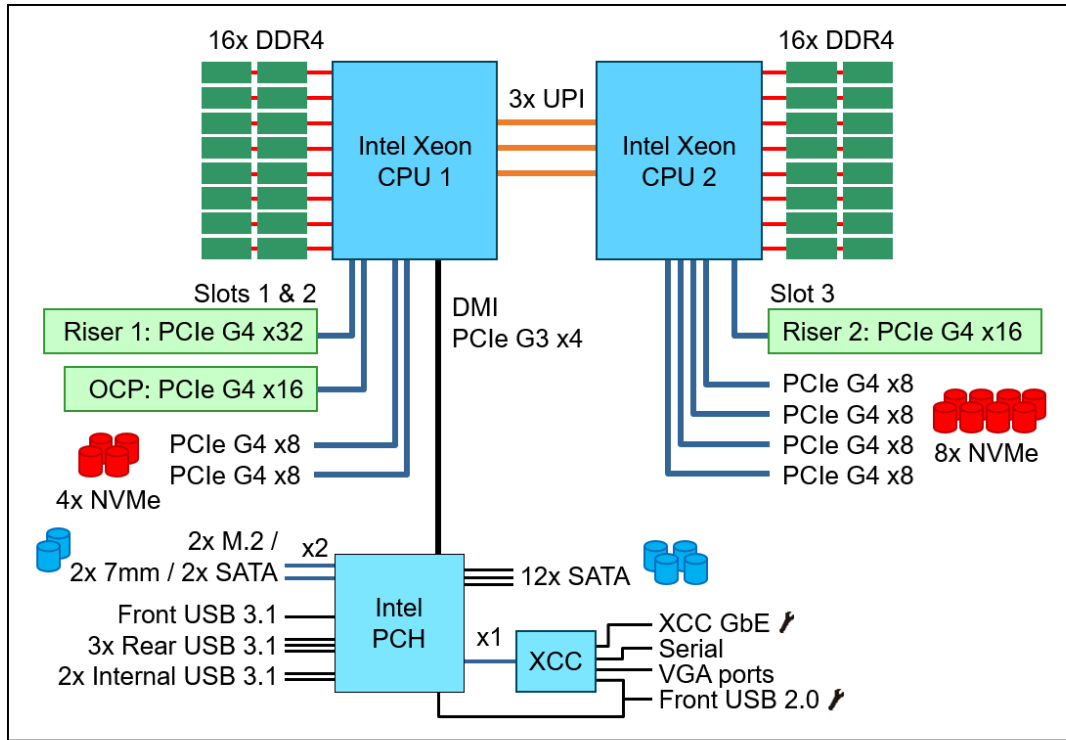 16x DDR4
16x DDR4
3x UPI
Intel Xeon
CPU 1
Intel Xeon
CPU 2
Slots 1 & 2
Riser 1: PCIe G4 x32
OCP: PCIe G4 x16
DMI
PCIe G3 x4
Slot 3
Riser 2: PCIe G4 x16
PCIe G4 x8
PCIe G4 x8
4x NVMe
PCIe G4 x8
PCIe G4 x8
PCIe G4 x8
PCIe G4 x8
8x NVMe
2x M.2 /
2x 7mm / 2x SATA
x2
Intel
PCH
12x SATA
Front USB 3.1
3x Rear USB 3.1
2x Internal USB 3.1
x1
XCC
XCC GbE
Serial
VGA ports
Front USB 2.0